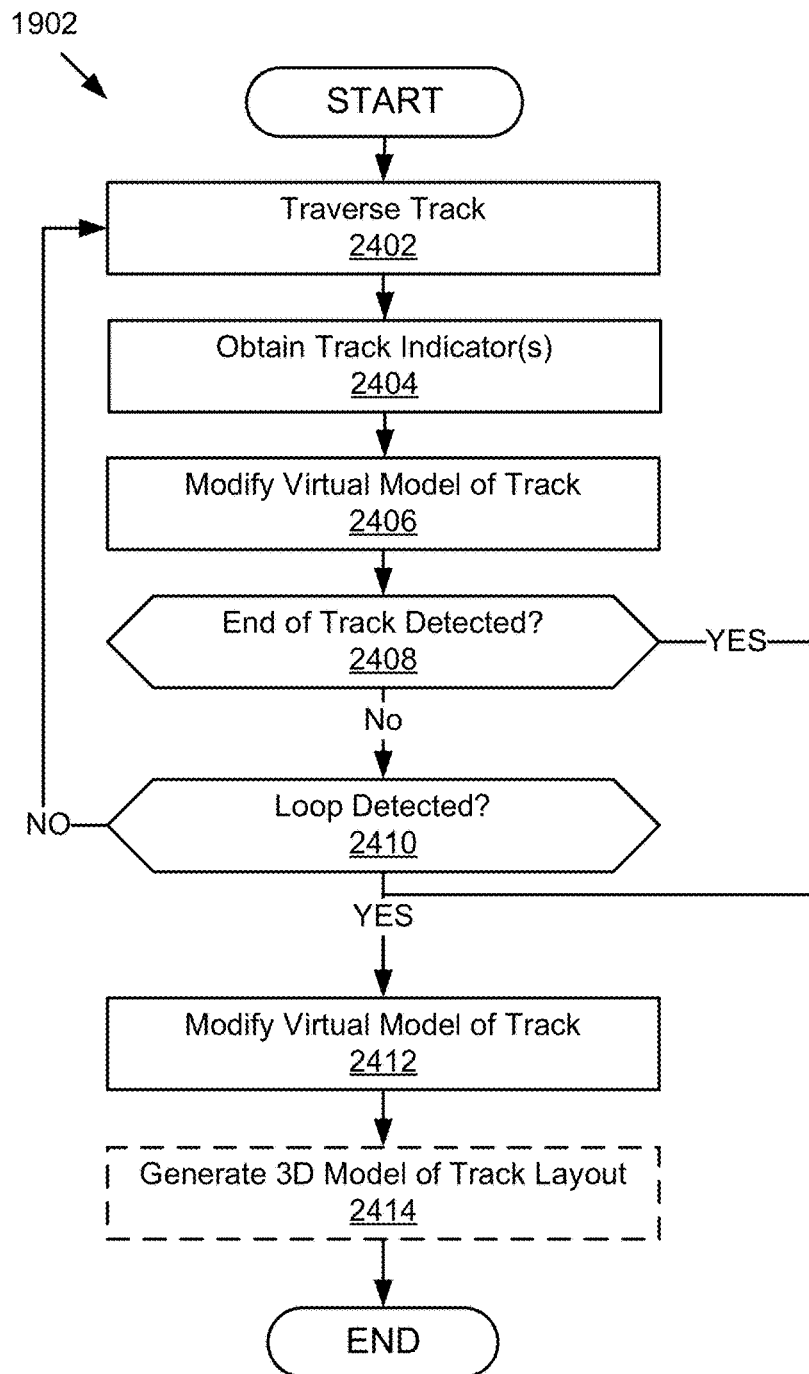 1902
START
Traverse Track
2402
Obtain Track Indicator(s)
2404
Modify Virtual Model of Track
2406
End of Track Detected?
2408
YES
No
Loop Detected?
2410
NO
YES
Modify Virtual Model of Track
2412
Generate 3D Model of Track Layout
2414
END